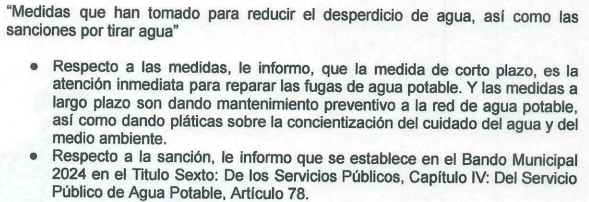 “Medidas que han tomado para reducir el desperdicio de agua, así como las
sanciones por tirar agua”
● Respecto a las medidas, le informo, que la medida de corto plazo, es la
atención inmediata para reparar las fugas de agua potable. Y las medidas a
largo plazo son dando mantenimiento preventivo a la red de agua potable,
así como dando pláticas sobre la concientización del cuidado del agua y del
medio ambiente.
● Respecto a la sanción, le informo que se establece en el Bando Municipal
2024 en el Titulo Sexto: De los Servicios Públicos, Capítulo IV: Del Servicio
Público de Agua Potable, Artículo 78.